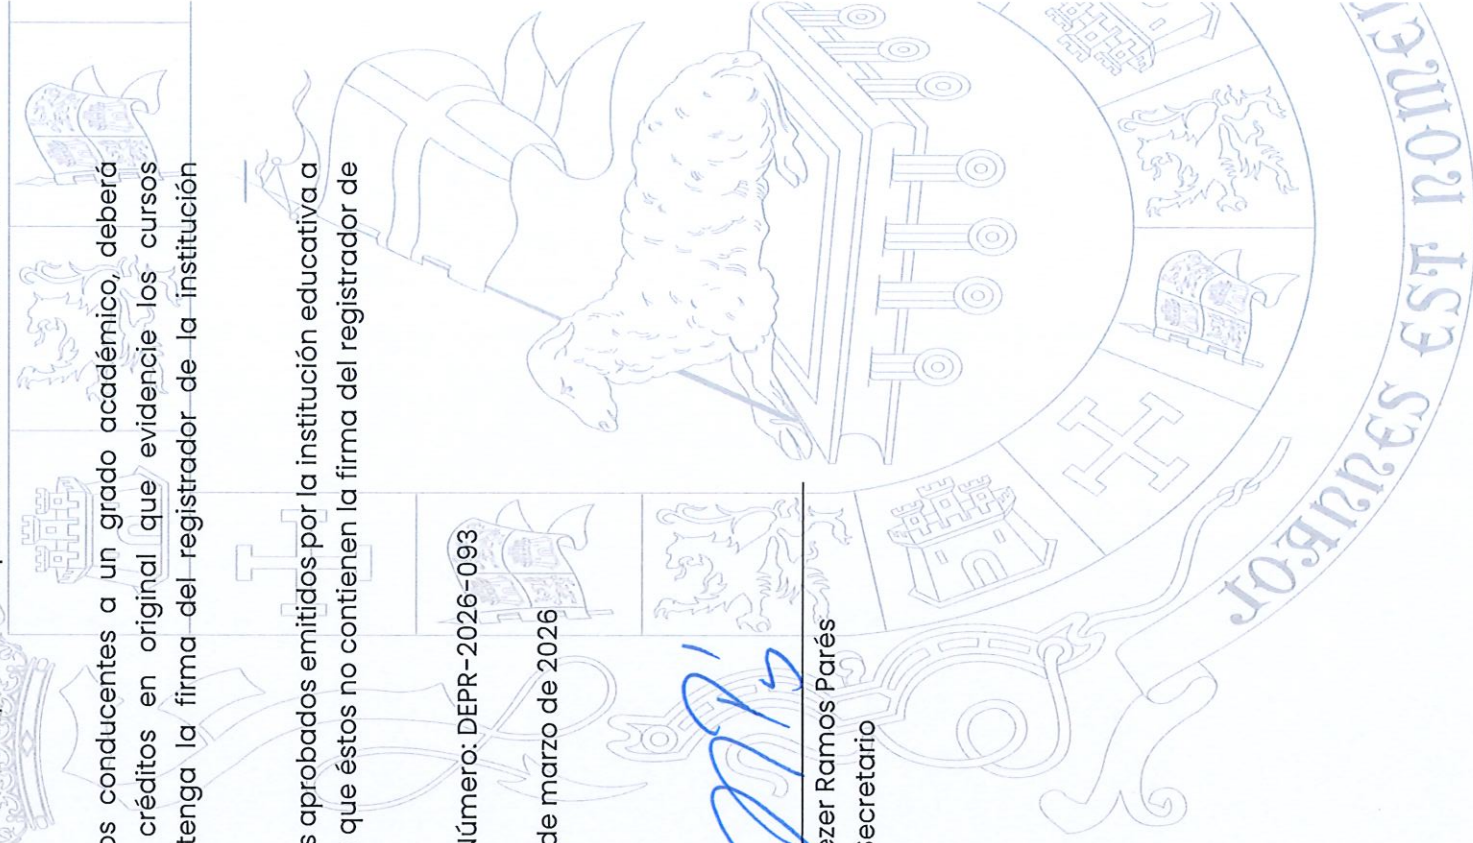 os conducentes a un grado académico, deberá
créditos en original que evidencie los cursos
tenga la firma del registrador de la institución
s aprobados emitidos por la institución educativa a
que éstos no contienen la firma del registrador de
Número: DEPR-2026-093
de marzo de 2026
ezer Ramos Parés
Secretario
JOANNES EST NOMEN